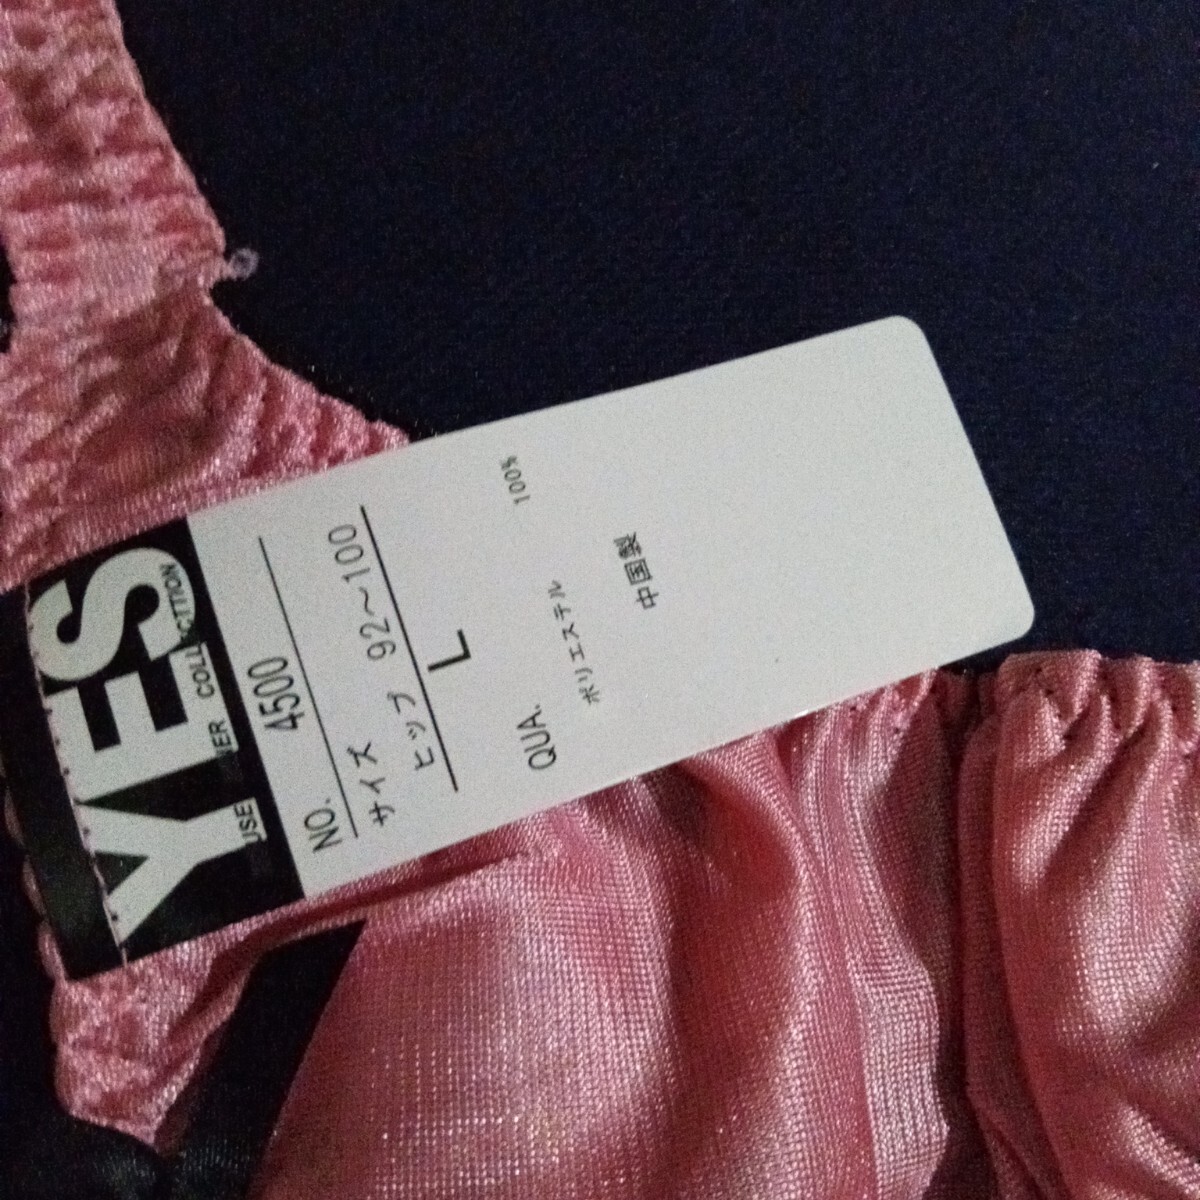 YES
COLLECTION
NO. 4500
サイズ
ヒップ 92～100
L
QUA.
ポリエステル 100%
中国製